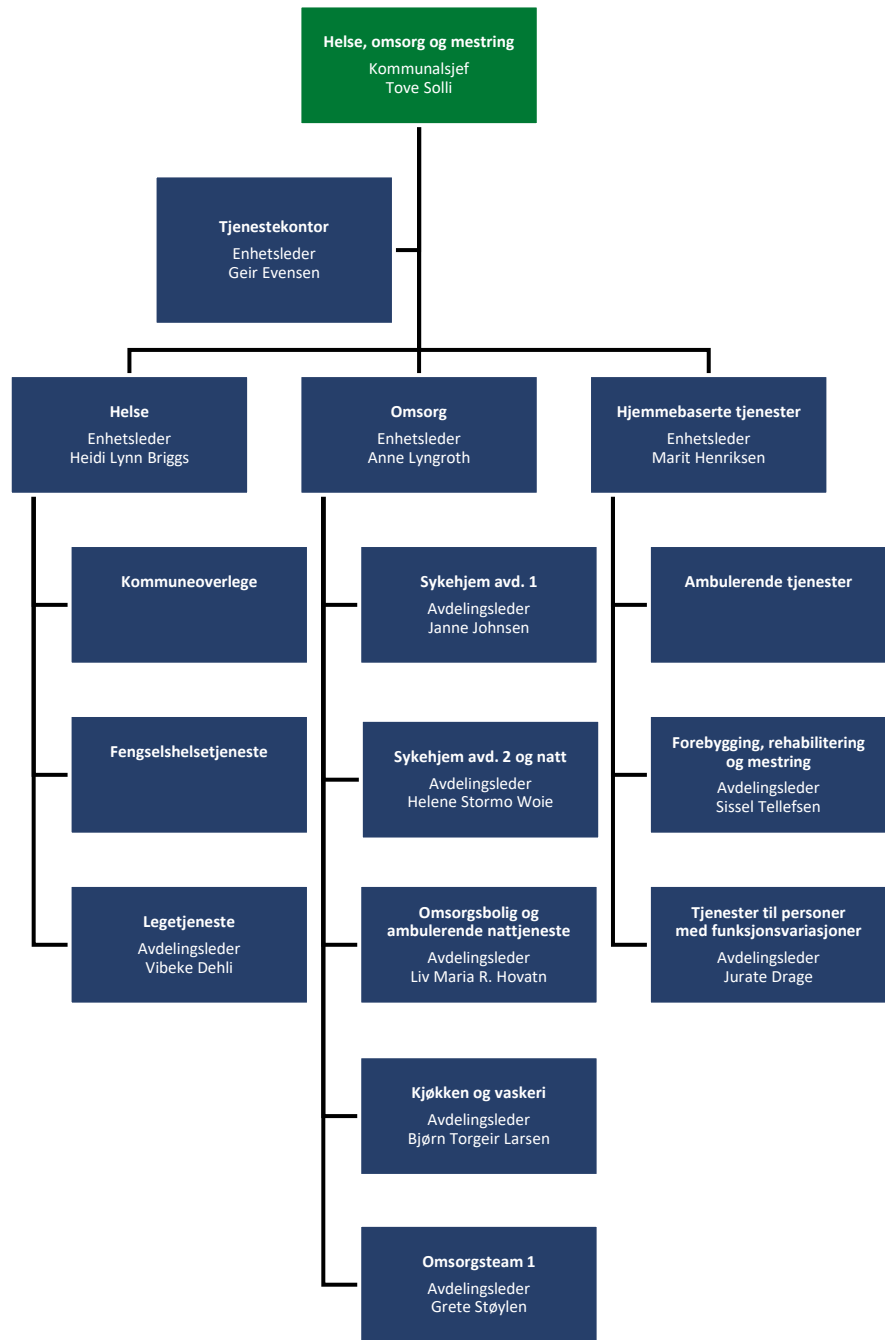 Helse, omsorg og mestring
Kommunalsjef
Tove Solli
Tjenestekontor
Enhetsleder
Geir Evensen
Helse
Enhetsleder
Heidi Lynn Briggs
Omsorg
Enhetsleder
Anne Lyngroth
Hjemmebaserte tjenester
Enhetsleder
Marit Henriksen
Kommuneoverlege
Fengselshelsetjeneste
Legetjeneste
Avdelingsleder
Vibeke Dehli
Sykehjem avd. 1
Avdelingsleder
Janne Johnsen
Sykehjem avd. 2 og natt
Avdelingsleder
Helene Stormo Woie
Omsorgsbolig og
ambulerende nattjeneste
Avdelingsleder
Liv Maria R. Hovatn
Kjøkken og vaskeri
Avdelingsleder
Bjørn Torgeir Larsen
Omsorgsteam 1
Avdelingsleder
Grete Støylen
Ambulerende tjenester
Forebygging, rehabilitering
og mestring
Avdelingsleder
Sissel Tellefsen
Tjenester til personer
med funksjonsvariasjoner
Avdelingsleder
Jurate Drage